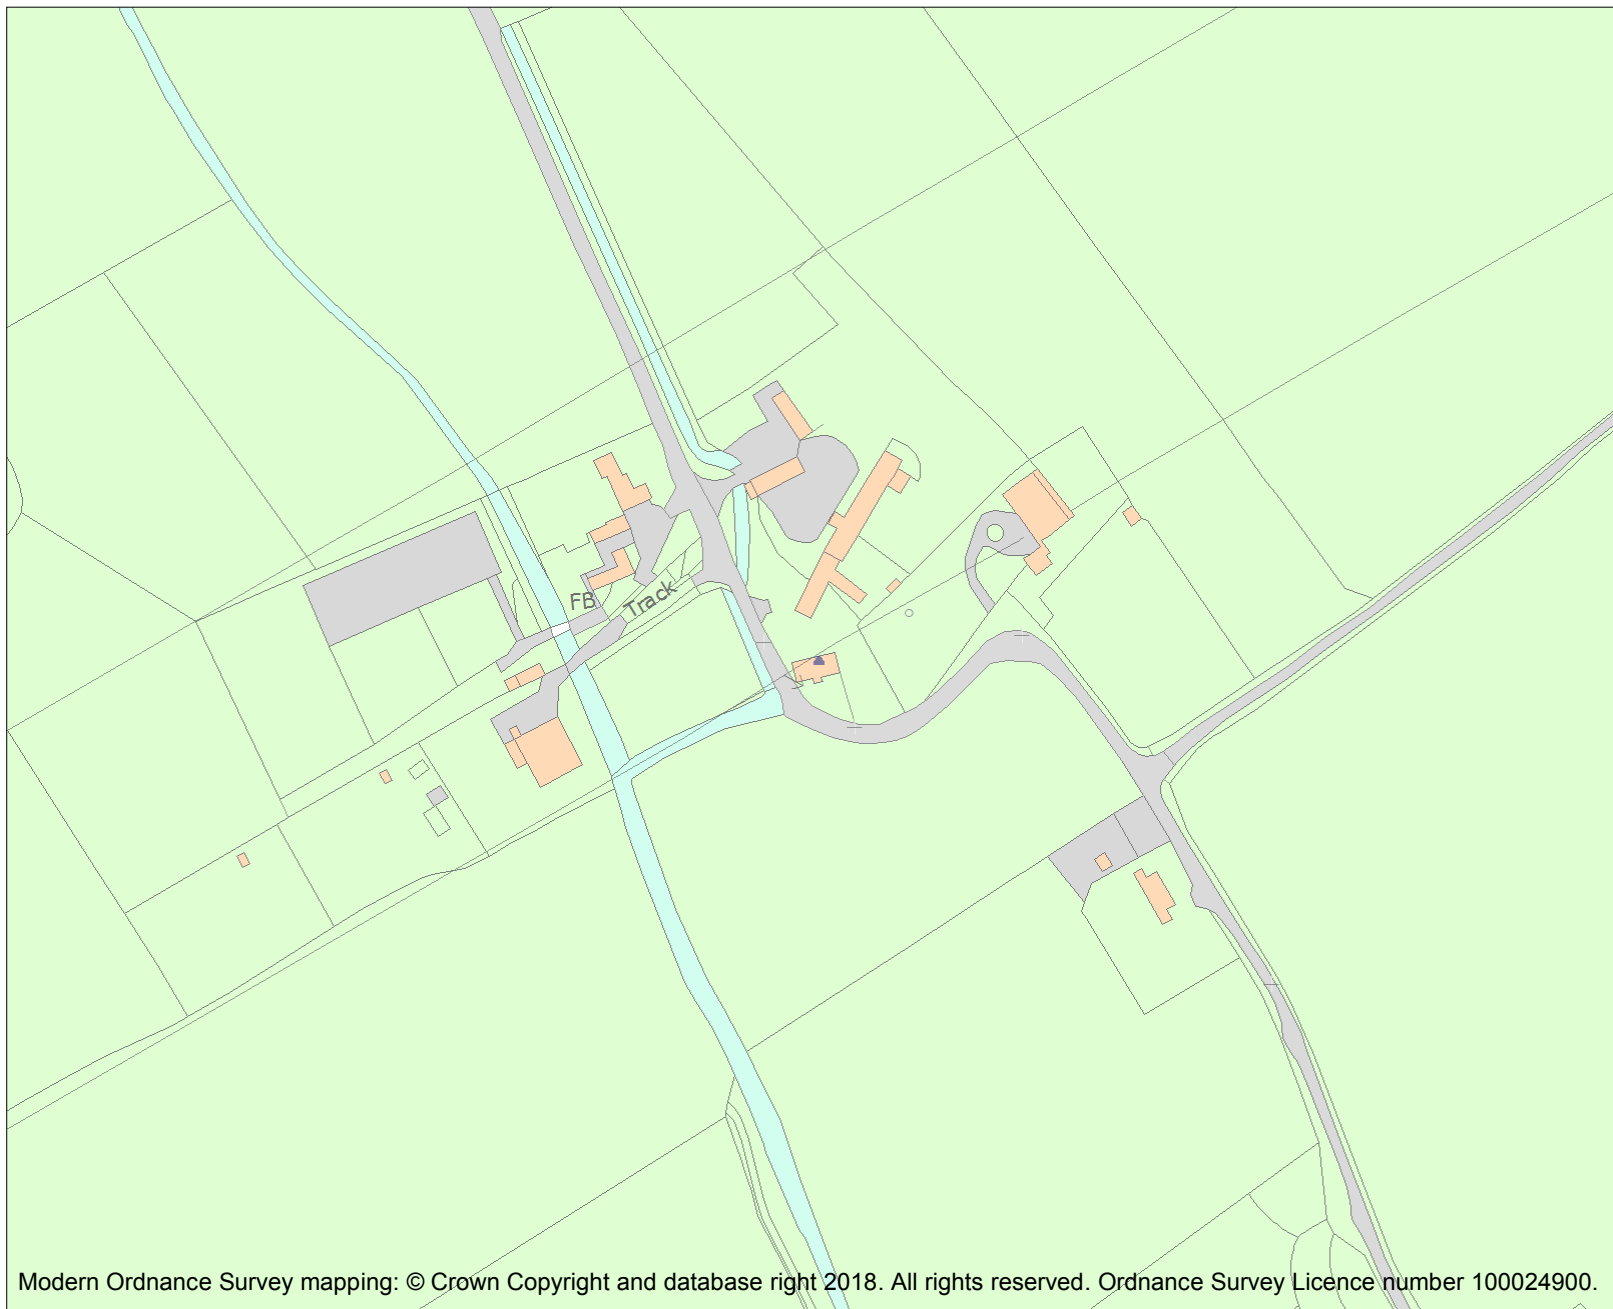 FB
Track
Modern Ordnance Survey mapping: © Crown Copyright and database right 2018. All rights reserved. Ordnance Survey Licence number 100024900.